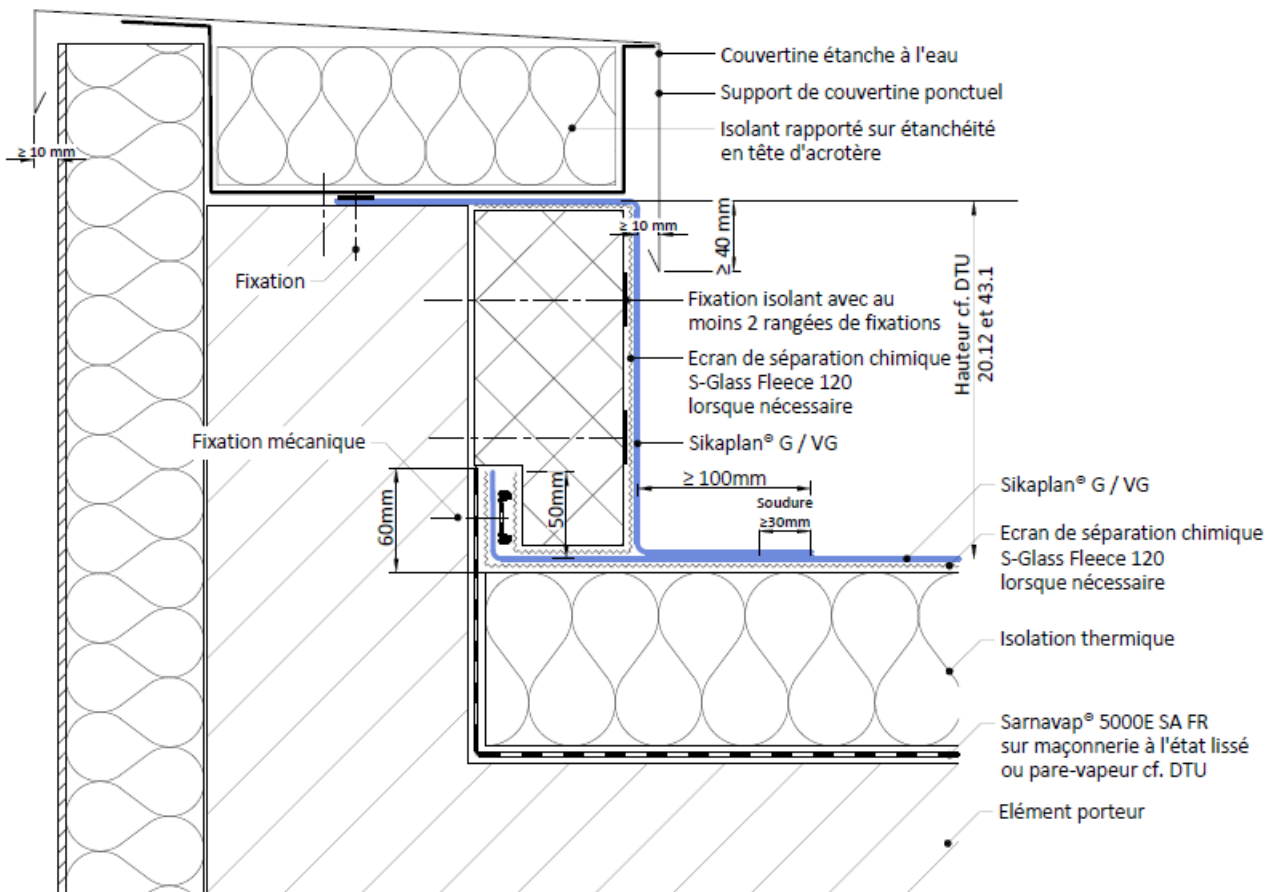 Couvertine étanche à l'eau
Support de couvertine ponctuel
Isolant rapporté sur étanchéité
en tête d'acrotère
≥ 10 mm
≥ 10 mm
≥ 40 mm
Fixation
Fixation isolant avec au
moins 2 rangées de fixations
Hauteur cf. DTU
20.12 et 43.1
Ecran de séparation chimique
S-Glass Fleece 120
lorsque nécessaire
Fixation mécanique
Sikaplan® G / VG
≥ 100mm
Soudure
≥30mm
60mm
50mm
Sikaplan® G / VG
Ecran de séparation chimique
S-Glass Fleece 120
lorsque nécessaire
Isolation thermique
Sarnavap® 5000E SA FR
sur maçonnerie à l'état lissé
ou pare-vapeur cf. DTU
Elément porteur